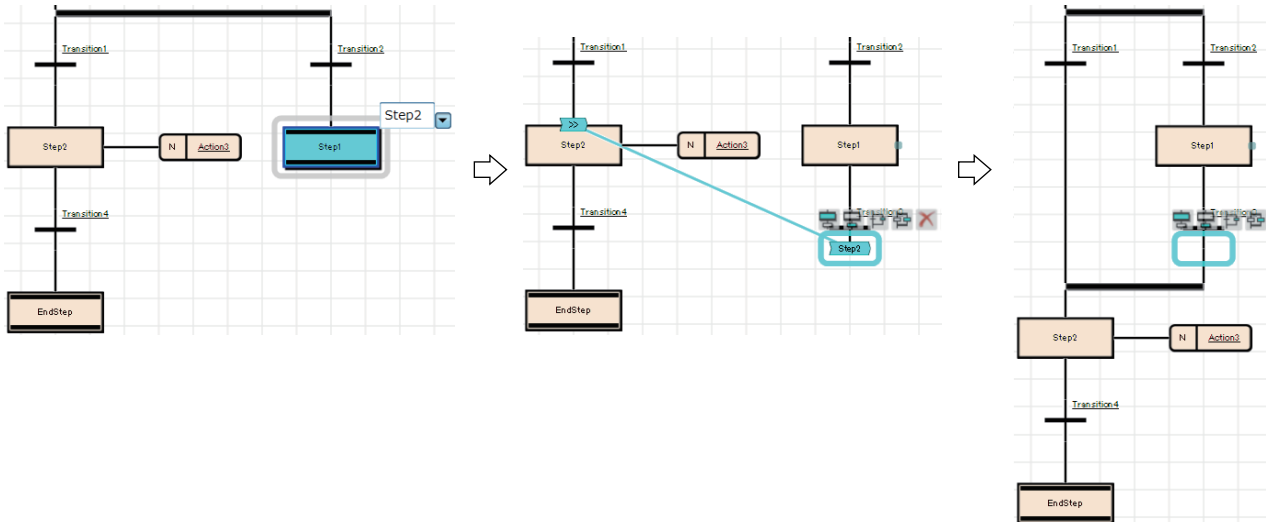 Transition1
Transition2
Step2
Step2
N
Action3
Step1
Transition4
EndStep
Transition1
Transition2
>>
Step2
N
Action3
Step1
Transition4
Step2
EndStep
Transition1
Transition2
Step1
Step2
N
Action3
Transition4
EndStep